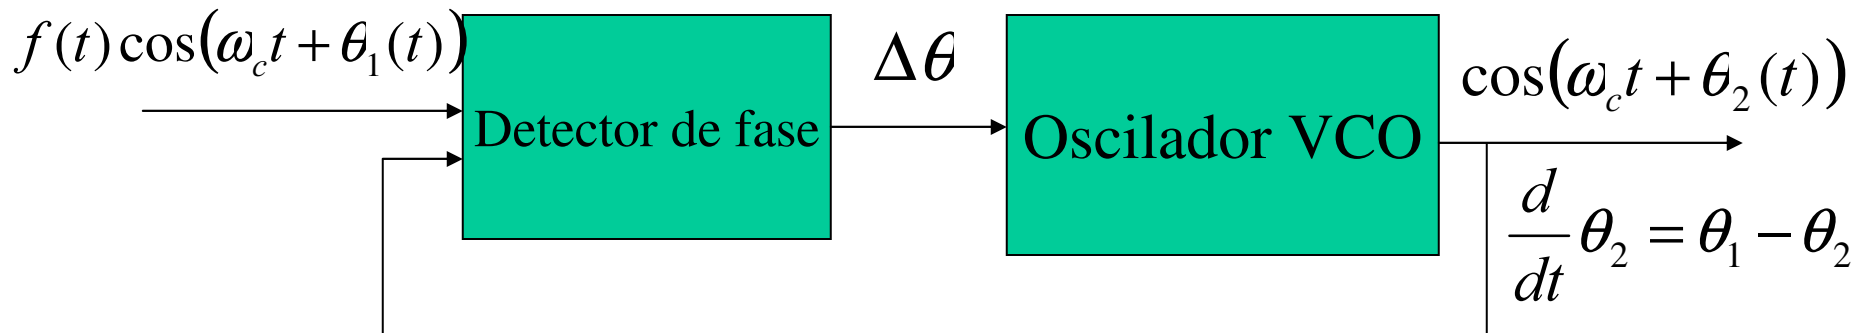 f(t)cos(ω_c t + θ_1(t))
Detector de fase
Δθ
Oscilador VCO
cos(ω_c t + θ_2(t))
d/dt θ_2 = θ_1 − θ_2